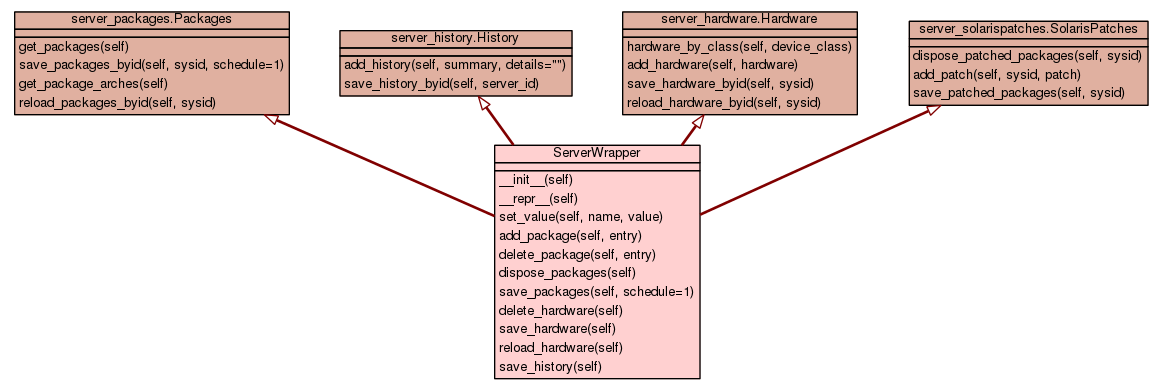 server_packages.Packages
get_packages(self)
save_packages_byid(self, sysid, schedule=1)
get_package_arches(self)
reload_packages_byid(self, sysid)
server_history.History
add_history(self, summary, details="")
save_history_byid(self, server_id)
server_hardware.Hardware
hardware_by_class(self, device_class)
add_hardware(self, hardware)
save_hardware_byid(self, sysid)
reload_hardware_byid(self, sysid)
server_solarispatches.SolarisPatches
dispose_patched_packages(self, sysid)
add_patch(self, sysid, patch)
save_patched_packages(self, sysid)
ServerWrapper
__init__(self)
__repr__(self)
set_value(self, name, value)
add_package(self, entry)
delete_package(self, entry)
dispose_packages(self)
save_packages(self, schedule=1)
delete_hardware(self)
save_hardware(self)
reload_hardware(self)
save_history(self)